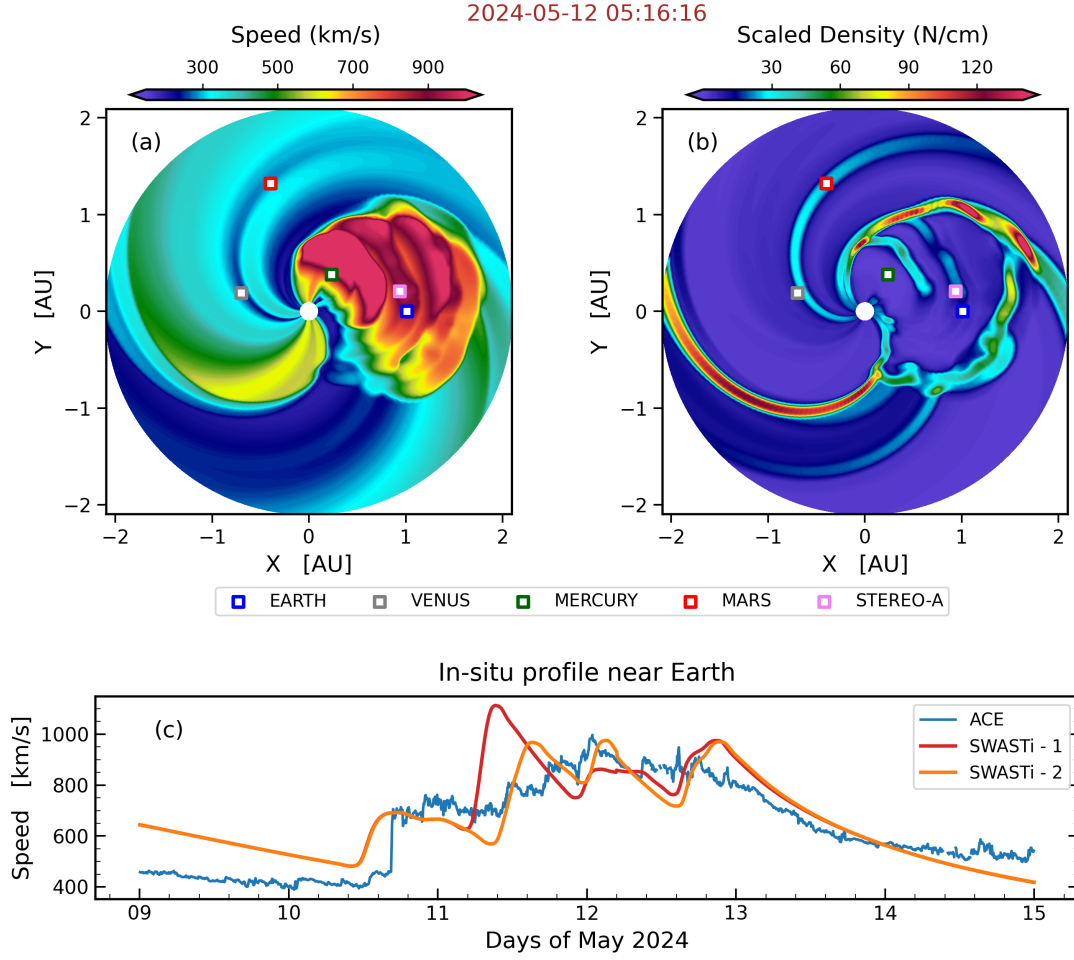 2024-05-12 05:16:16
Speed (km/s)
300 500 700 900
(a)
2
1
0
−1
−2
Y [AU]
−2 −1 0 1 2
X [AU]
Scaled Density (N/cm)
30 60 90 120
(b)
2
1
0
−1
−2
Y [AU]
−2 −1 0 1 2
X [AU]
EARTH VENUS MERCURY MARS STEREO-A
In-situ profile near Earth
(c)
ACE
SWASTi - 1
SWASTi - 2
1000
800
600
400
Speed [km/s]
09 10 11 12 13 14 15
Days of May 2024